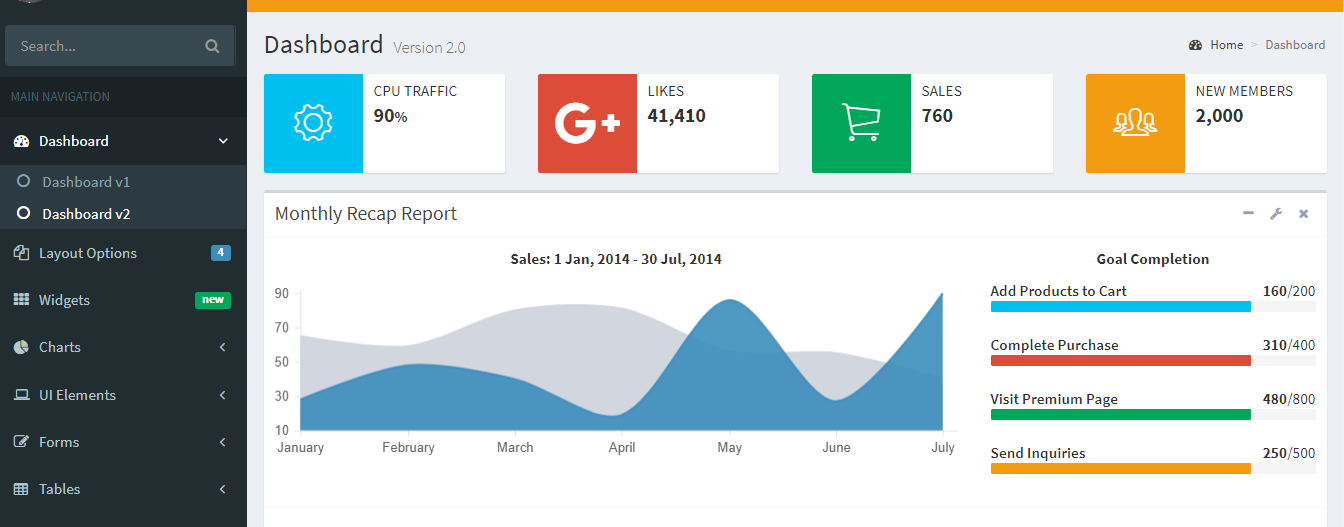 Search...
MAIN NAVIGATION
Dashboard
Dashboard v1
Dashboard v2
Layout Options 4
Widgets new
Charts
UI Elements
Forms
Tables
Dashboard Version 2.0
Home > Dashboard
CPU TRAFFIC
90%
G+
LIKES
41,410
SALES
760
NEW MEMBERS
2,000
Monthly Recap Report
Sales: 1 Jan, 2014 - 30 Jul, 2014
90
70
50
30
10
January February March April May June July
Goal Completion
Add Products to Cart 160/200
Complete Purchase 310/400
Visit Premium Page 480/800
Send Inquiries 250/500